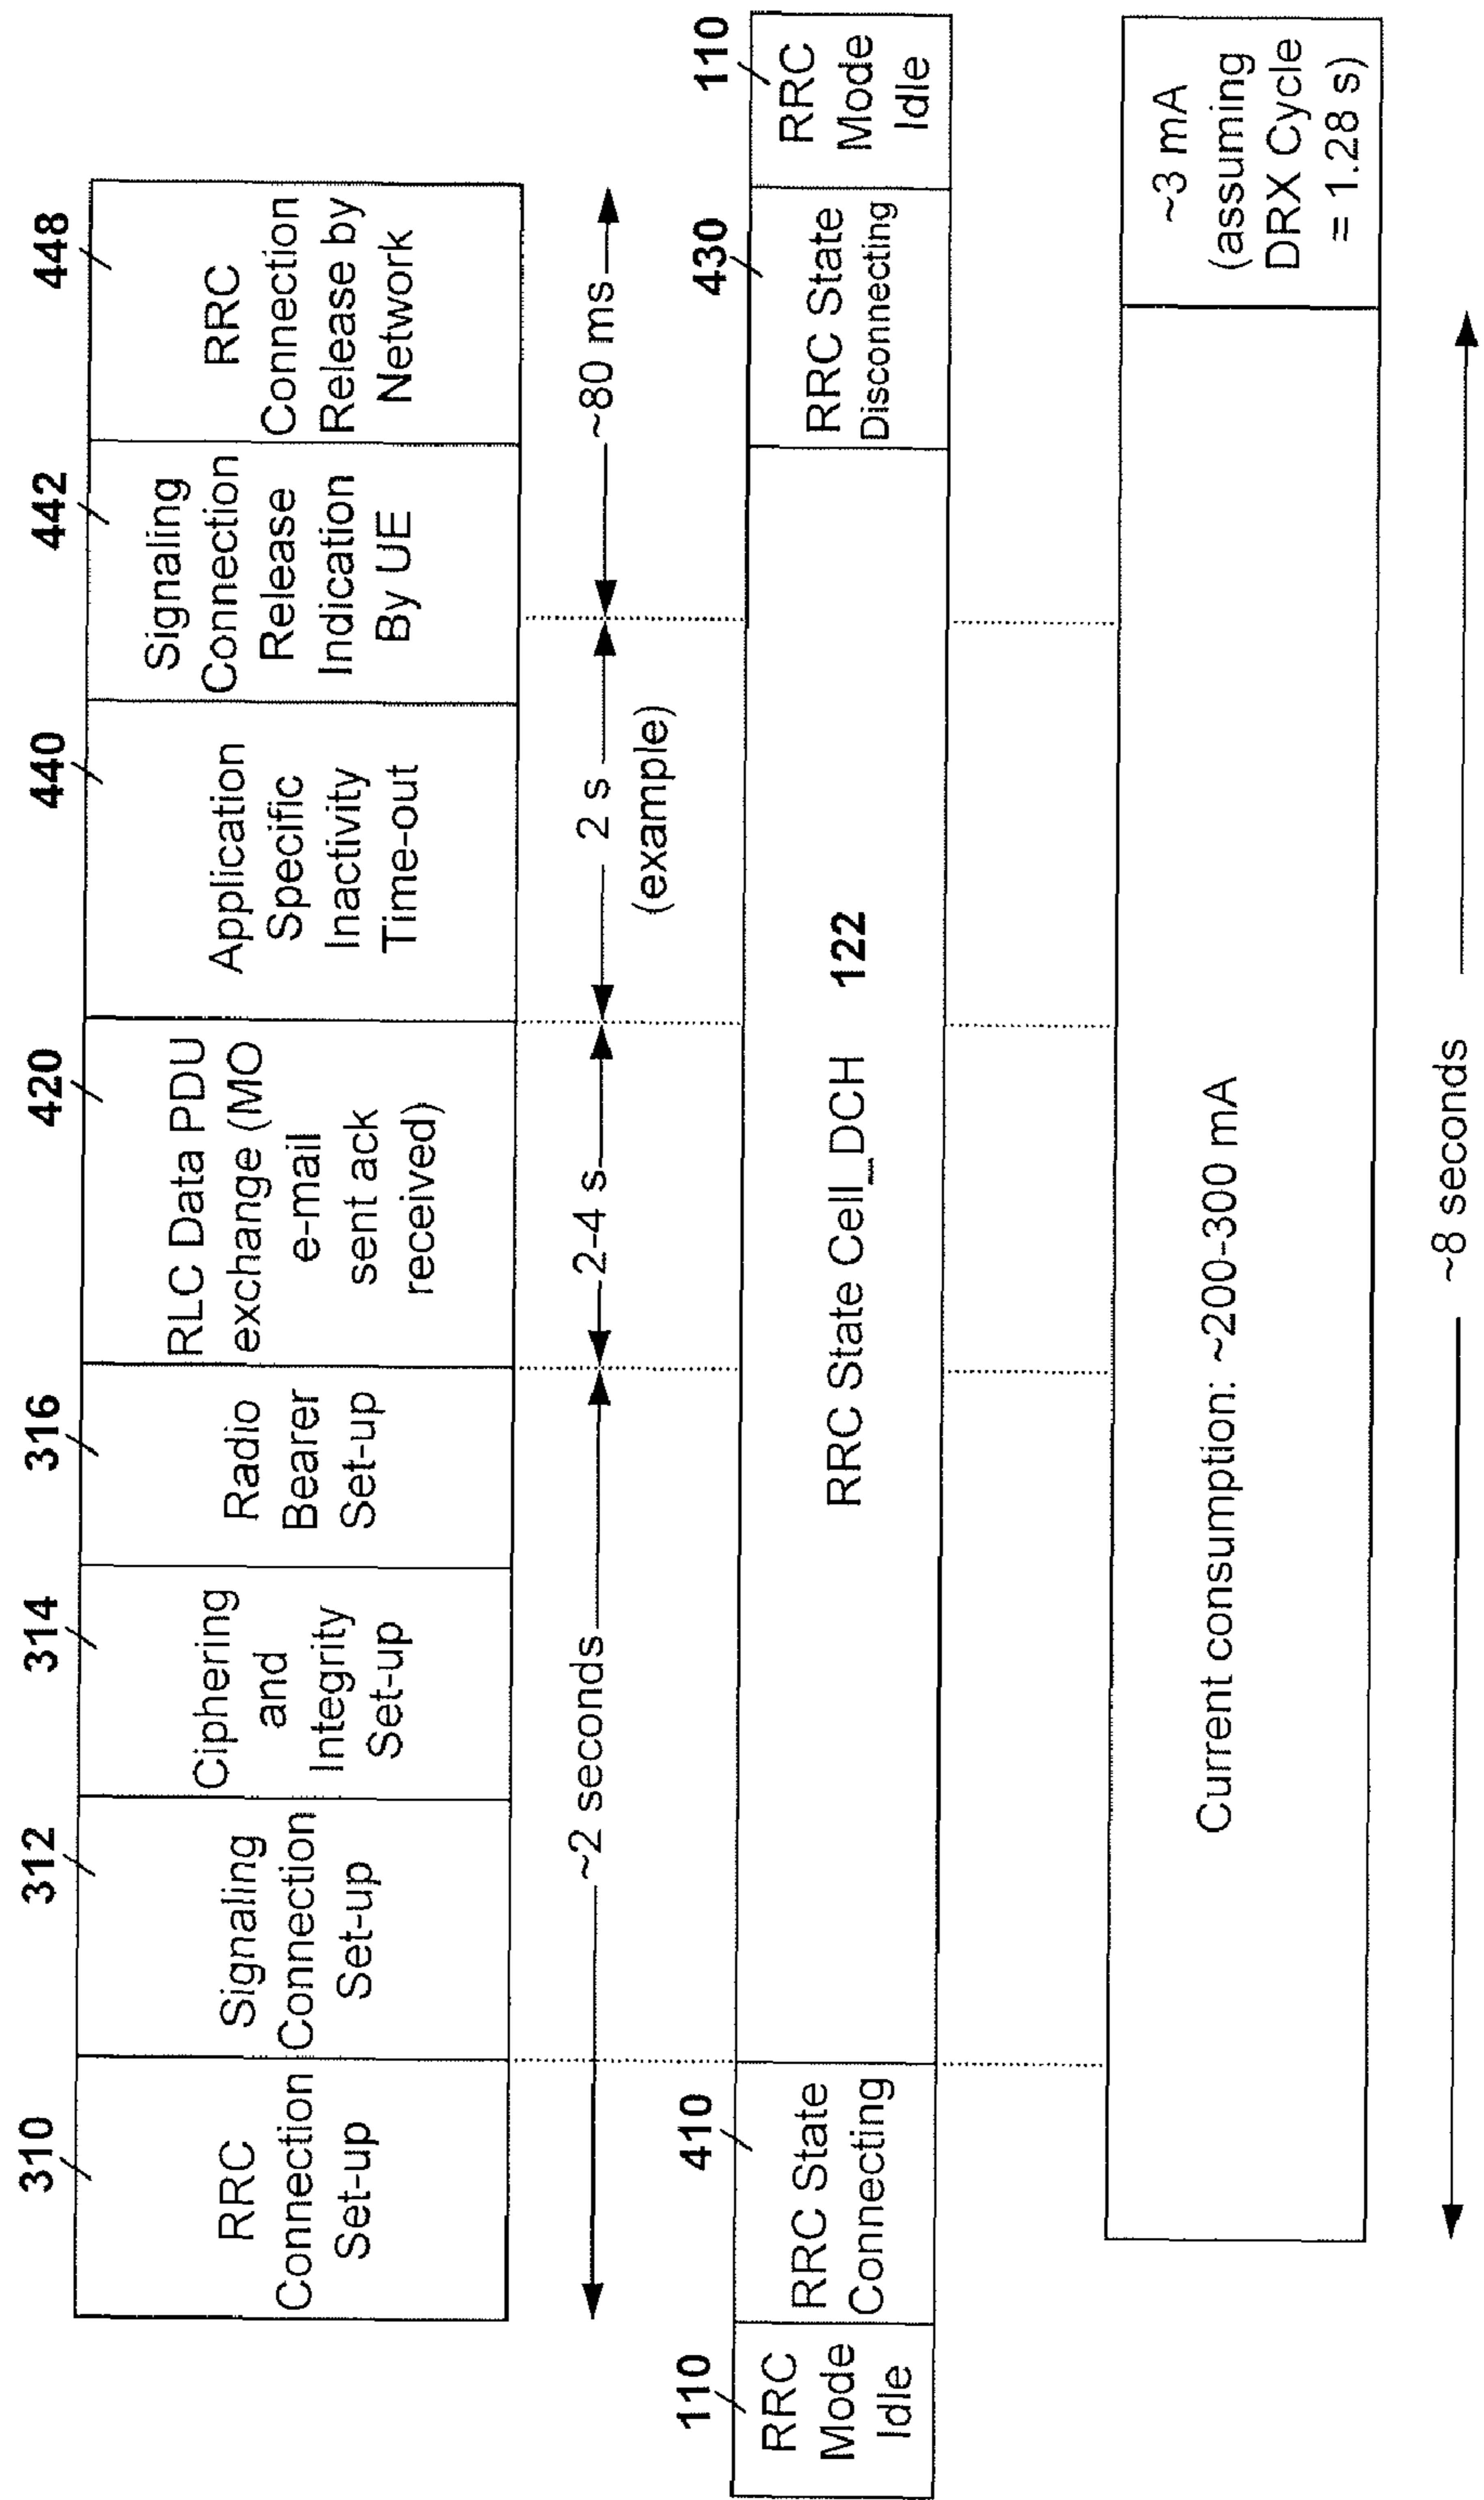 310
312
314
316
420
440
442
448
RRC
Connection
Set-up
Signaling
Connection
Set-up
Ciphering
and
Integrity
Set-up
Radio
Bearer
Set-up
RLC Data PDU
exchange (MO
e-mail
sent ack
received)
Application
Specific
Inactivity
Time-out
Signaling
Connection
Release
Indication
By UE
RRC
Connection
Release by
Network
~2 seconds
2-4 s
2 s
(example)
~80 ms
110
410
430
110
RRC
Mode
Idle
RRC State
Connecting
RRC State Cell_DCH 122
RRC State
Disconnecting
RRC
Mode
Idle
Current consumption: ~200-300 mA
~3 mA
(assuming
DRX Cycle
= 1.28 s)
~8 seconds